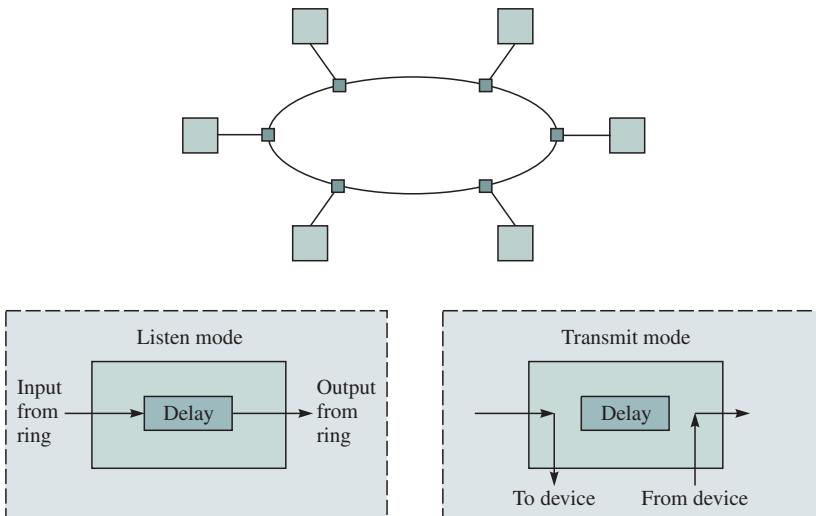 Listen mode
Input
from
ring
Delay
Output
from
ring
Transmit mode
Delay
To device
From device